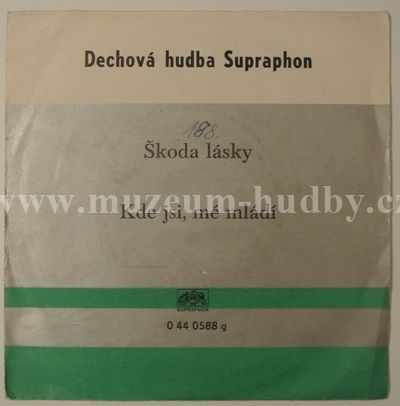 Dechová hudba Supraphon
188.
Škoda lásky
www.muzeum-hudby.cz
Kde jsi, mé mládí
SUPRAPHON
0 44 0588 g